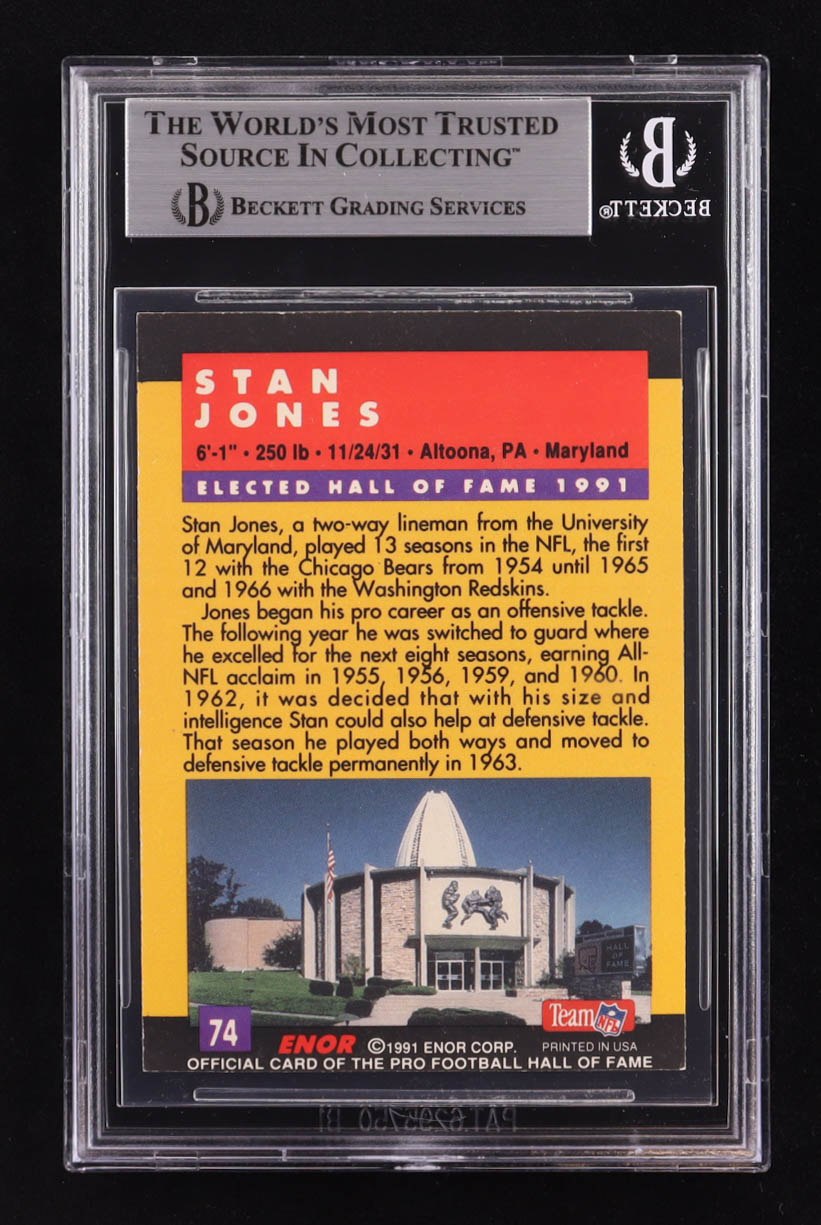 THE WORLD'S MOST TRUSTED
SOURCE IN COLLECTING™
B BECKETT GRADING SERVICES
B
BECKETT®
STAN
JONES
6'-1" • 250 lb • 11/24/31 • Altoona, PA • Maryland
ELECTED HALL OF FAME 1991
Stan Jones, a two-way lineman from the University
of Maryland, played 13 seasons in the NFL, the first
12 with the Chicago Bears from 1954 until 1965
and 1966 with the Washington Redskins.
Jones began his pro career as an offensive tackle.
The following year he was switched to guard where
he excelled for the next eight seasons, earning All-
NFL acclaim in 1955, 1956, 1959, and 1960. In
1962, it was decided that with his size and
intelligence Stan could also help at defensive tackle.
That season he played both ways and moved to
defensive tackle permanently in 1963.
HALL
OF
FAME
Team NFL
74
ENOR ©1991 ENOR CORP. PRINTED IN USA
OFFICIAL CARD OF THE PRO FOOTBALL HALL OF FAME